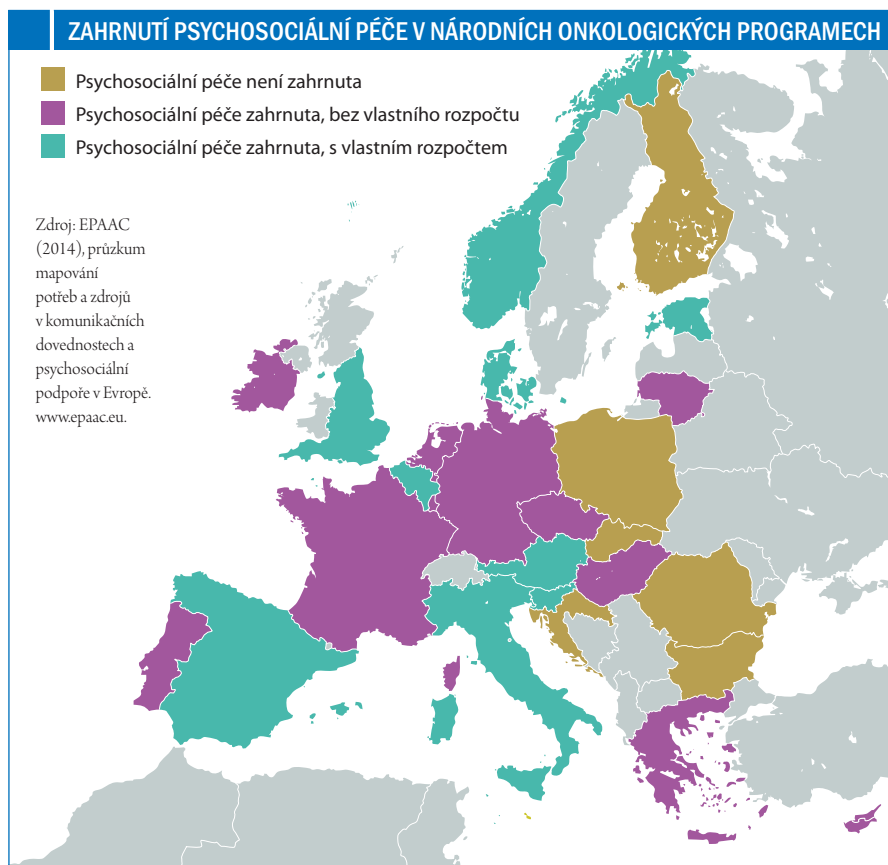 ZAHRNUTÍ PSYCHOSOCIÁLNÍ PÉČE V NÁRODNÍCH ONKOLOGICKÝCH PROGRAMECH
Psychosociální péče není zahrnuta
Psychosociální péče zahrnuta, bez vlastního rozpočtu
Psychosociální péče zahrnuta, s vlastním rozpočtem
Zdroj: EPAAC
(2014), průzkum
mapování
potřeb a zdrojů
v komunikačních
dovednostech a
psychosociální
podpoře v Evropě.
www.epaac.eu.